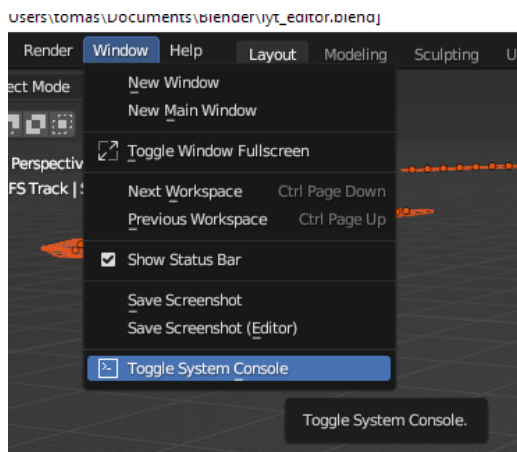 Users\tomas\Documents\Blender\lyt_editor.blend]
Render Window Help Layout Modeling Sculpting U
ect Mode
New Window
New Main Window
Toggle Window Fullscreen
Perspectiv
FS Track |
Next Workspace Ctrl Page Down
Previous Workspace Ctrl Page Up
Show Status Bar
Save Screenshot
Save Screenshot (Editor)
Toggle System Console
Toggle System Console.